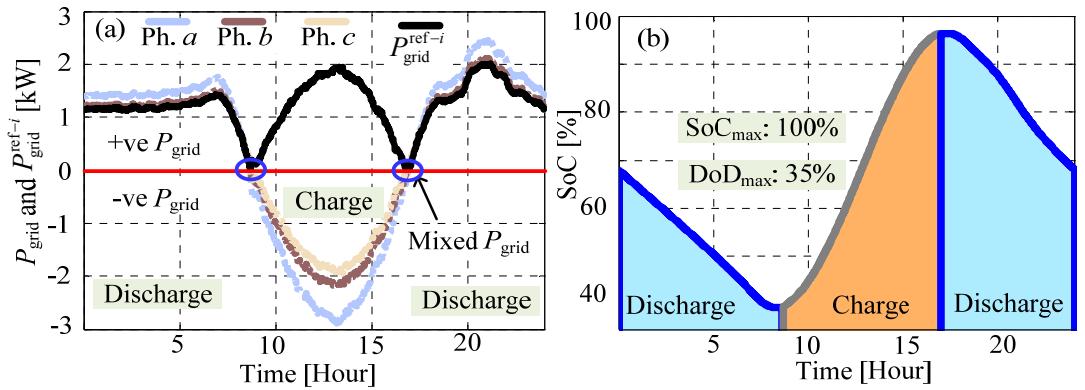 (a)
Ph. a Ph. b Ph. c P_grid^ref−i
P_grid and P_grid^ref−i [kW]
3
2
1
0
-1
-2
-3
+ve P_grid
-ve P_grid
Charge
Mixed P_grid
Discharge
Discharge
5 10 15 20
Time [Hour]
(b)
SoC [%]
100
80
60
40
SoC_max: 100%
DoD_max: 35%
Discharge
Charge
Discharge
5 10 15 20
Time [Hour]